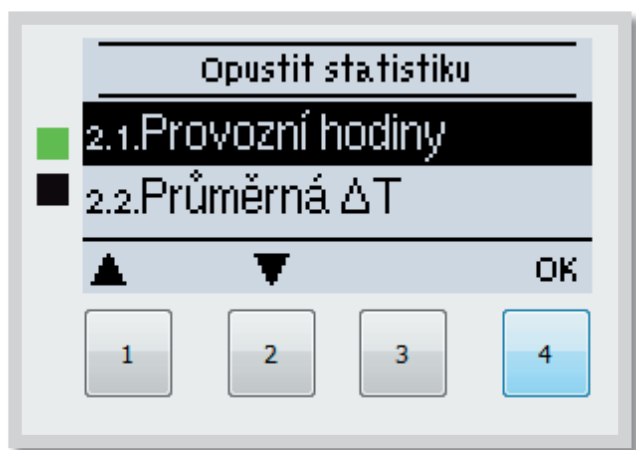 Opustit statistiku
2.1.Provozní hodiny
2.2.Průměrná ΔT
▲ ▼ OK
1 2 3 4